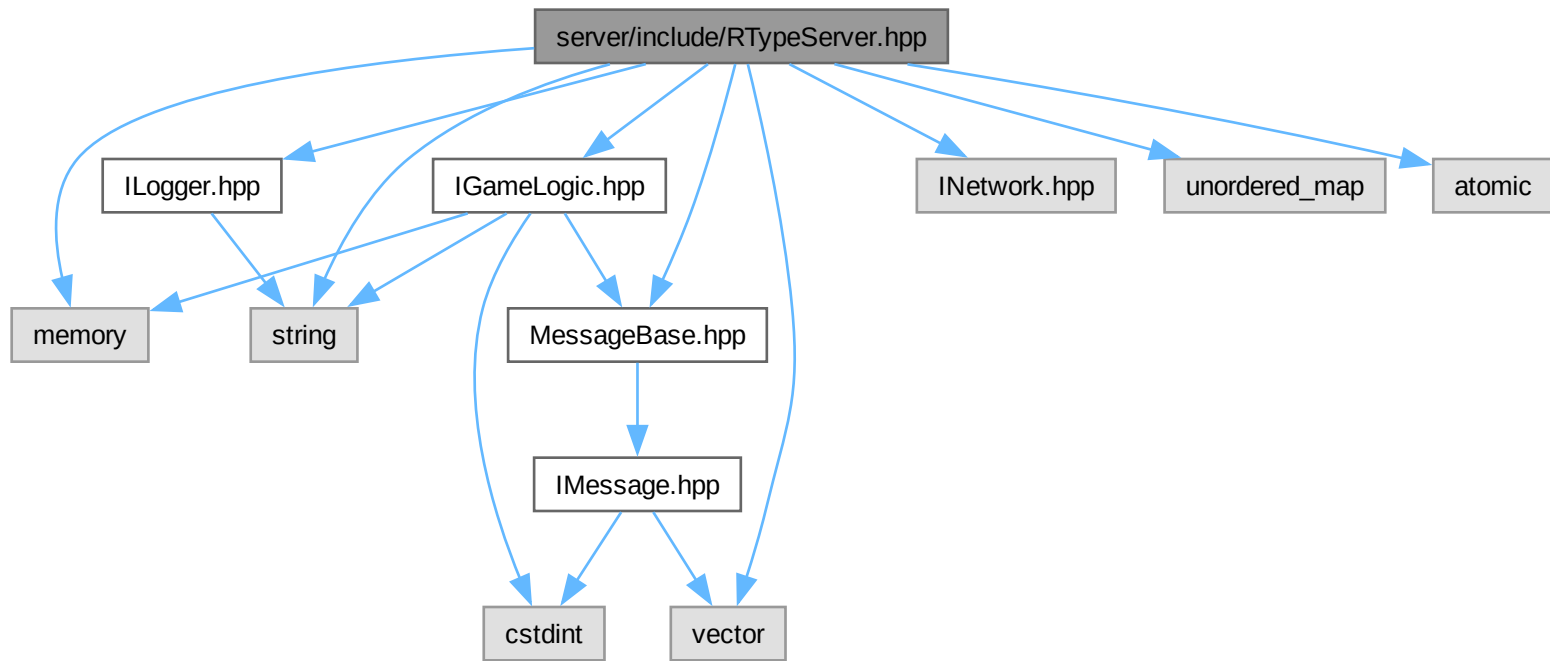 server/include/RTypeServer.hpp
ILogger.hpp
IGameLogic.hpp
INetwork.hpp
unordered_map
atomic
memory
string
MessageBase.hpp
IMessage.hpp
cstdint
vector